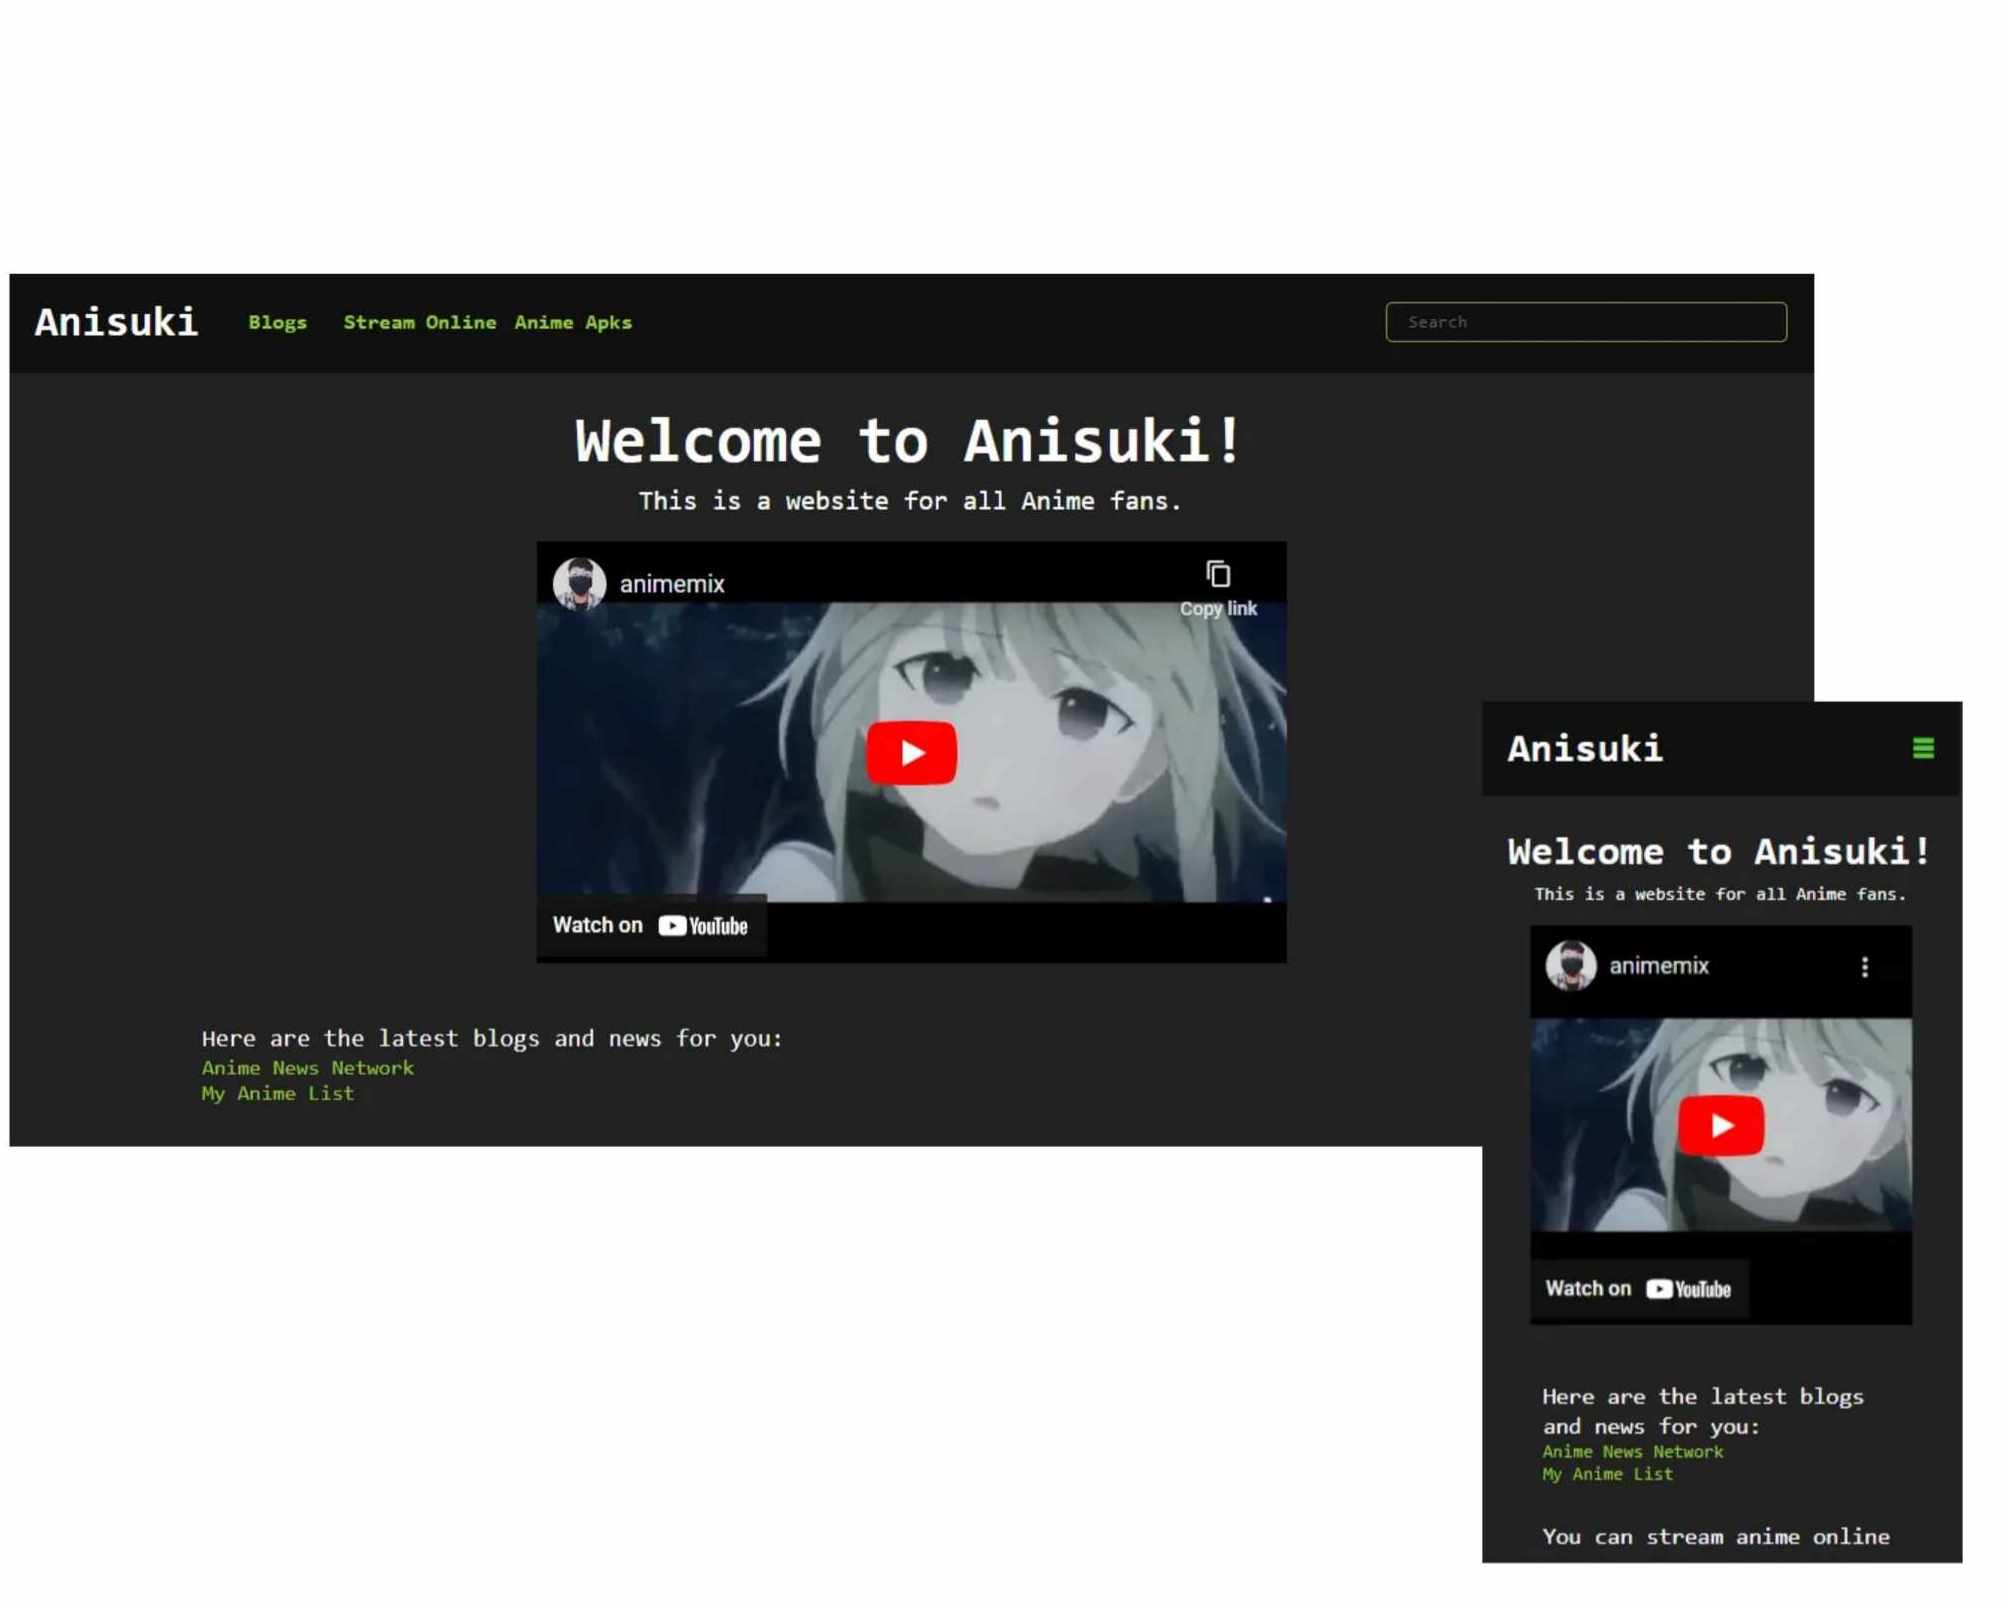 Anisuki Blogs Stream Online Anime Apks Search
Welcome to Anisuki!
This is a website for all Anime fans.
animemix
Copy link
Watch on YouTube
Here are the latest blogs and news for you:
Anime News Network
My Anime List
Anisuki
Welcome to Anisuki!
This is a website for all Anime fans.
animemix
Watch on YouTube
Here are the latest blogs
and news for you:
Anime News Network
My Anime List
You can stream anime online